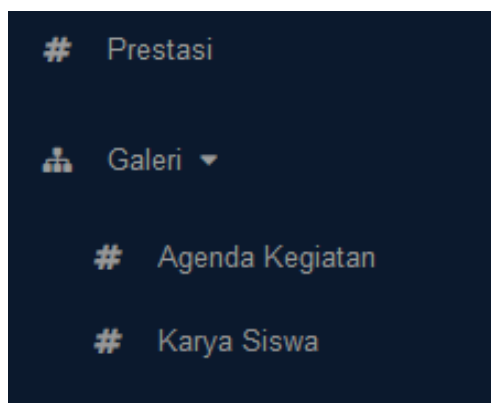 # Prestasi
Galeri
# Agenda Kegiatan
# Karya Siswa